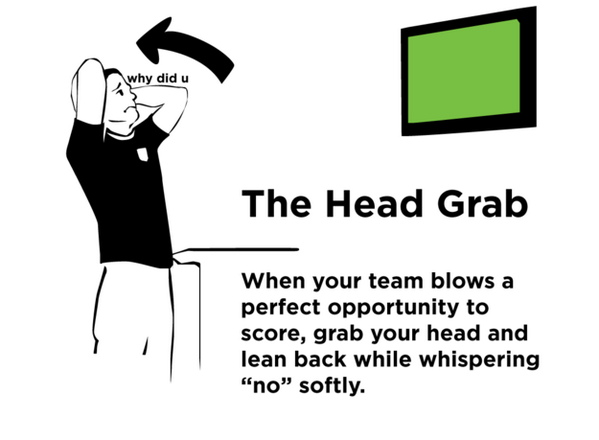 why did u
The Head Grab
When your team blows a
perfect opportunity to
score, grab your head and
lean back while whispering
“no” softly.